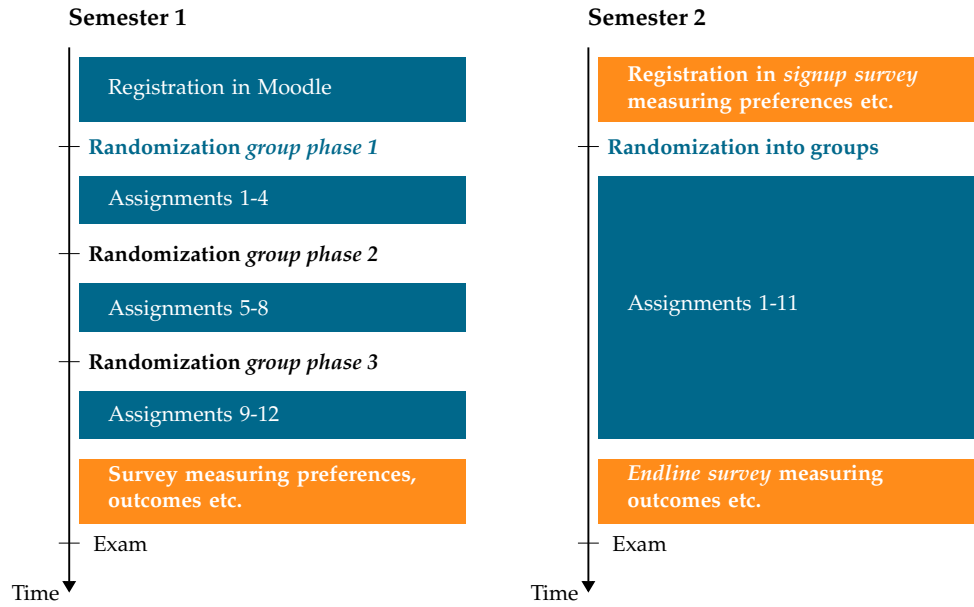 Semester 1
Registration in Moodle
Randomization group phase 1
Assignments 1-4
Randomization group phase 2
Assignments 5-8
Randomization group phase 3
Assignments 9-12
Survey measuring preferences,
outcomes etc.
Exam
Time
Semester 2
Registration in signup survey
measuring preferences etc.
Randomization into groups
Assignments 1-11
Endline survey measuring
outcomes etc.
Exam
Time